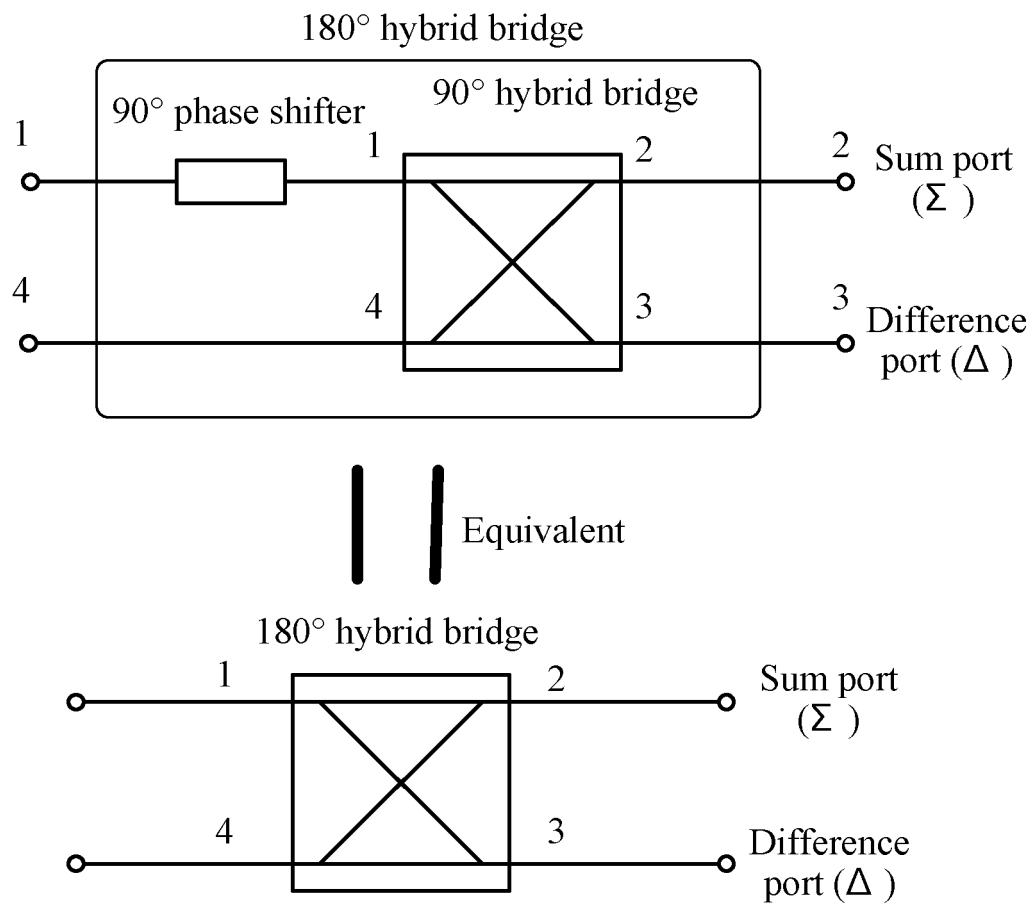 180° hybrid bridge
90° phase shifter
90° hybrid bridge
1
1
2
2
Sum port
(Σ )
4
4
3
3
Difference
port (Δ )
Equivalent
180° hybrid bridge
1
2
Sum port
(Σ )
4
3
Difference
port (Δ )